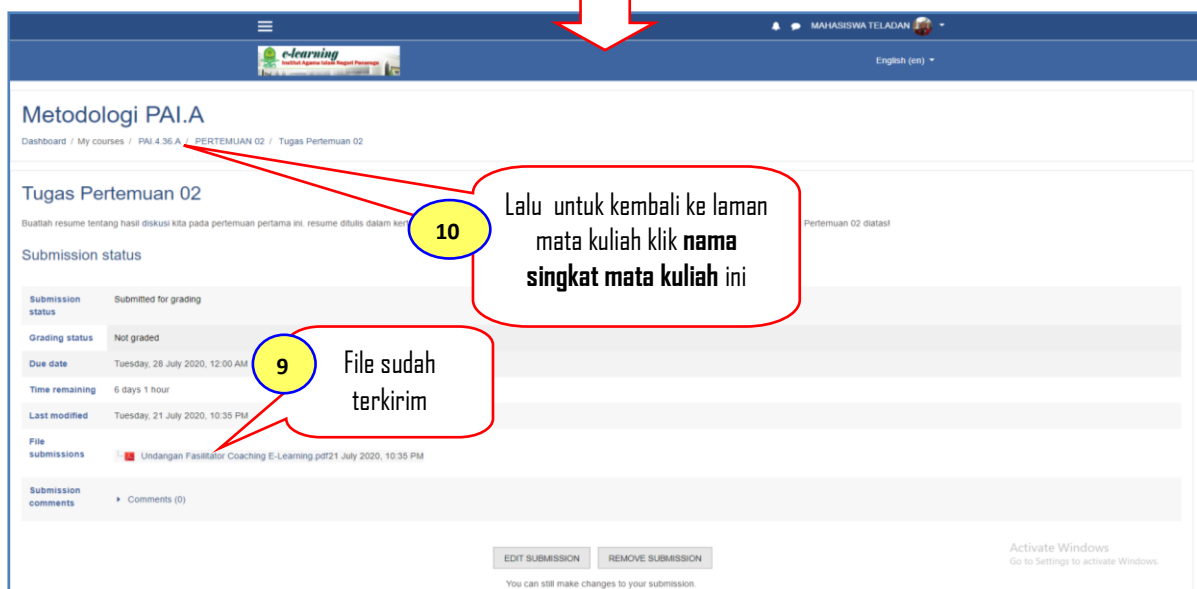 MAHASISWA TELADAN
e-learning
Institut Agama Islam Negeri Ponorogo
English (en)
Metodologi PAI.A
Dashboard / My courses / PAI.4.36.A / PERTEMUAN 02 / Tugas Pertemuan 02
Tugas Pertemuan 02
Buatlah resume tentang hasil diskusi kita pada pertemuan pertama ini. resume ditulis dalam Pertemuan 02 diatas!
10
Lalu untuk kembali ke laman
mata kuliah klik nama
singkat mata kuliah ini
Submission status
Submission
status
Submitted for grading
Grading status Not graded
Due date Tuesday, 28 July 2020, 12:00 AM
Time remaining 6 days 1 hour
Last modified Tuesday, 21 July 2020, 10:35 PM
9
File sudah
terkirim
File
submissions
Undangan Fasilitator Coaching E-Learning.pdf21 July 2020, 10:35 PM
Submission
comments
Comments (0)
EDIT SUBMISSION REMOVE SUBMISSION
You can still make changes to your submission.
Activate Windows
Go to Settings to activate Windows.